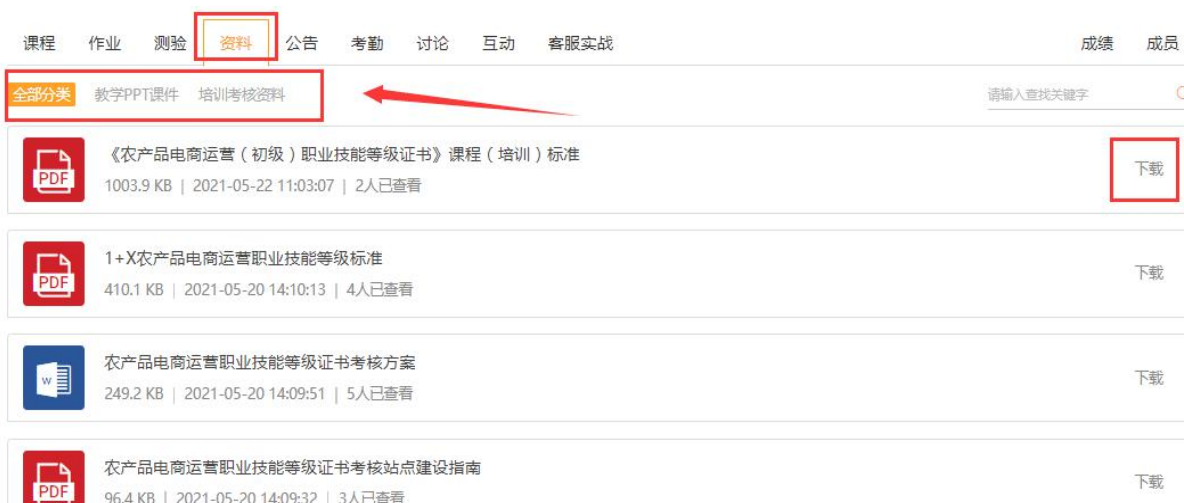 课程 作业 测验 资料 公告 考勤 讨论 互动 客服实战 成绩 成员
全部分类 教学PPT课件 培训考核资料 请输入查找关键字
PDF
《农产品电商运营（初级）职业技能等级证书》课程（培训）标准
1003.9 KB | 2021-05-22 11:03:07 | 2人已查看
下载
PDF
1+X农产品电商运营职业技能等级标准
410.1 KB | 2021-05-20 14:10:13 | 4人已查看
下载
W
农产品电商运营职业技能等级证书考核方案
249.2 KB | 2021-05-20 14:09:51 | 5人已查看
下载
PDF
农产品电商运营职业技能等级证书考核站点建设指南
96.4 KB | 2021-05-20 14:09:32 | 3人已查看
下载